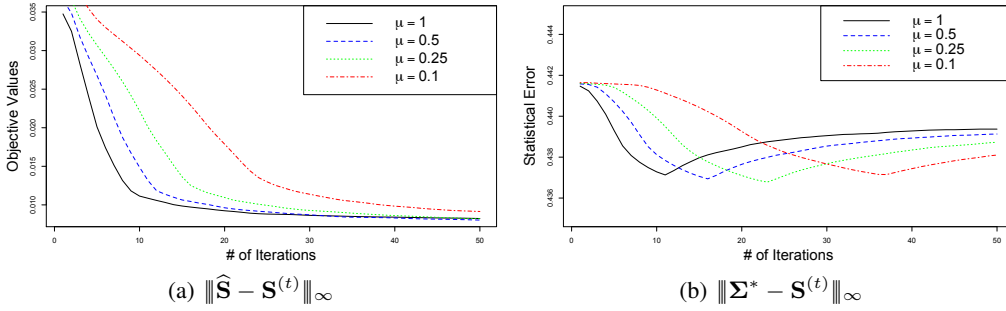 Objective Values
0.010 0.015 0.020 0.025 0.030 0.035
μ = 1
μ = 0.5
μ = 0.25
μ = 0.1
0 10 20 30 40 50
# of Iterations
(a) |||Ŝ − S^(t)|||∞
Statistical Error
0.436 0.438 0.440 0.442 0.444
μ = 1
μ = 0.5
μ = 0.25
μ = 0.1
0 10 20 30 40 50
# of Iterations
(b) |||Σ* − S^(t)|||∞